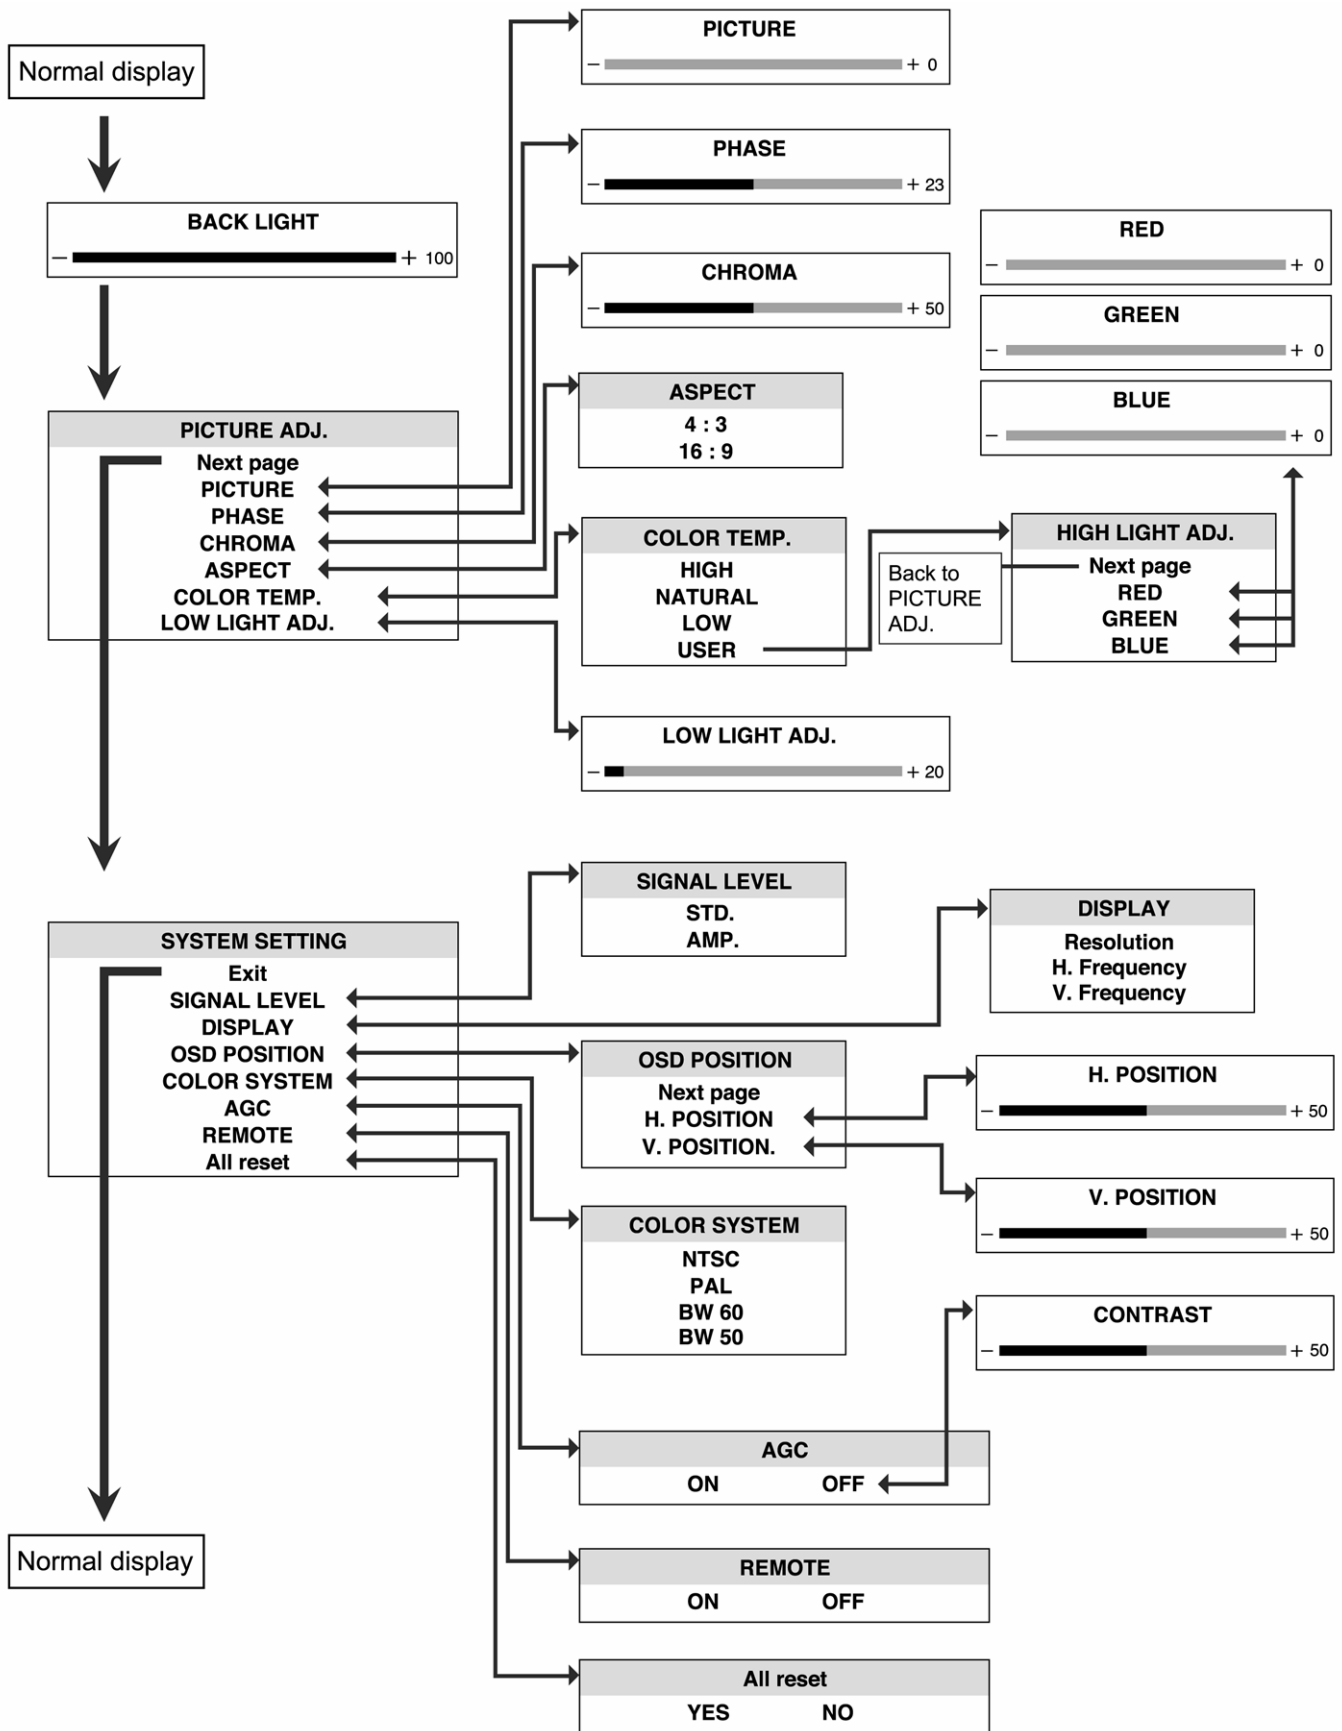 Normal display
BACK LIGHT
− + 100
PICTURE ADJ.
Next page
PICTURE
PHASE
CHROMA
ASPECT
COLOR TEMP.
LOW LIGHT ADJ.
PICTURE
− + 0
PHASE
− + 23
CHROMA
− + 50
ASPECT
4 : 3
16 : 9
COLOR TEMP.
HIGH
NATURAL
LOW
USER
LOW LIGHT ADJ.
− + 20
RED
− + 0
GREEN
− + 0
BLUE
− + 0
HIGH LIGHT ADJ.
Next page
RED
GREEN
BLUE
Back to
PICTURE
ADJ.
SYSTEM SETTING
Exit
SIGNAL LEVEL
DISPLAY
OSD POSITION
COLOR SYSTEM
AGC
REMOTE
All reset
SIGNAL LEVEL
STD.
AMP.
DISPLAY
Resolution
H. Frequency
V. Frequency
OSD POSITION
Next page
H. POSITION
V. POSITION.
H. POSITION
− + 50
V. POSITION
− + 50
COLOR SYSTEM
NTSC
PAL
BW 60
BW 50
CONTRAST
− + 50
AGC
ON OFF
REMOTE
ON OFF
All reset
YES NO
Normal display